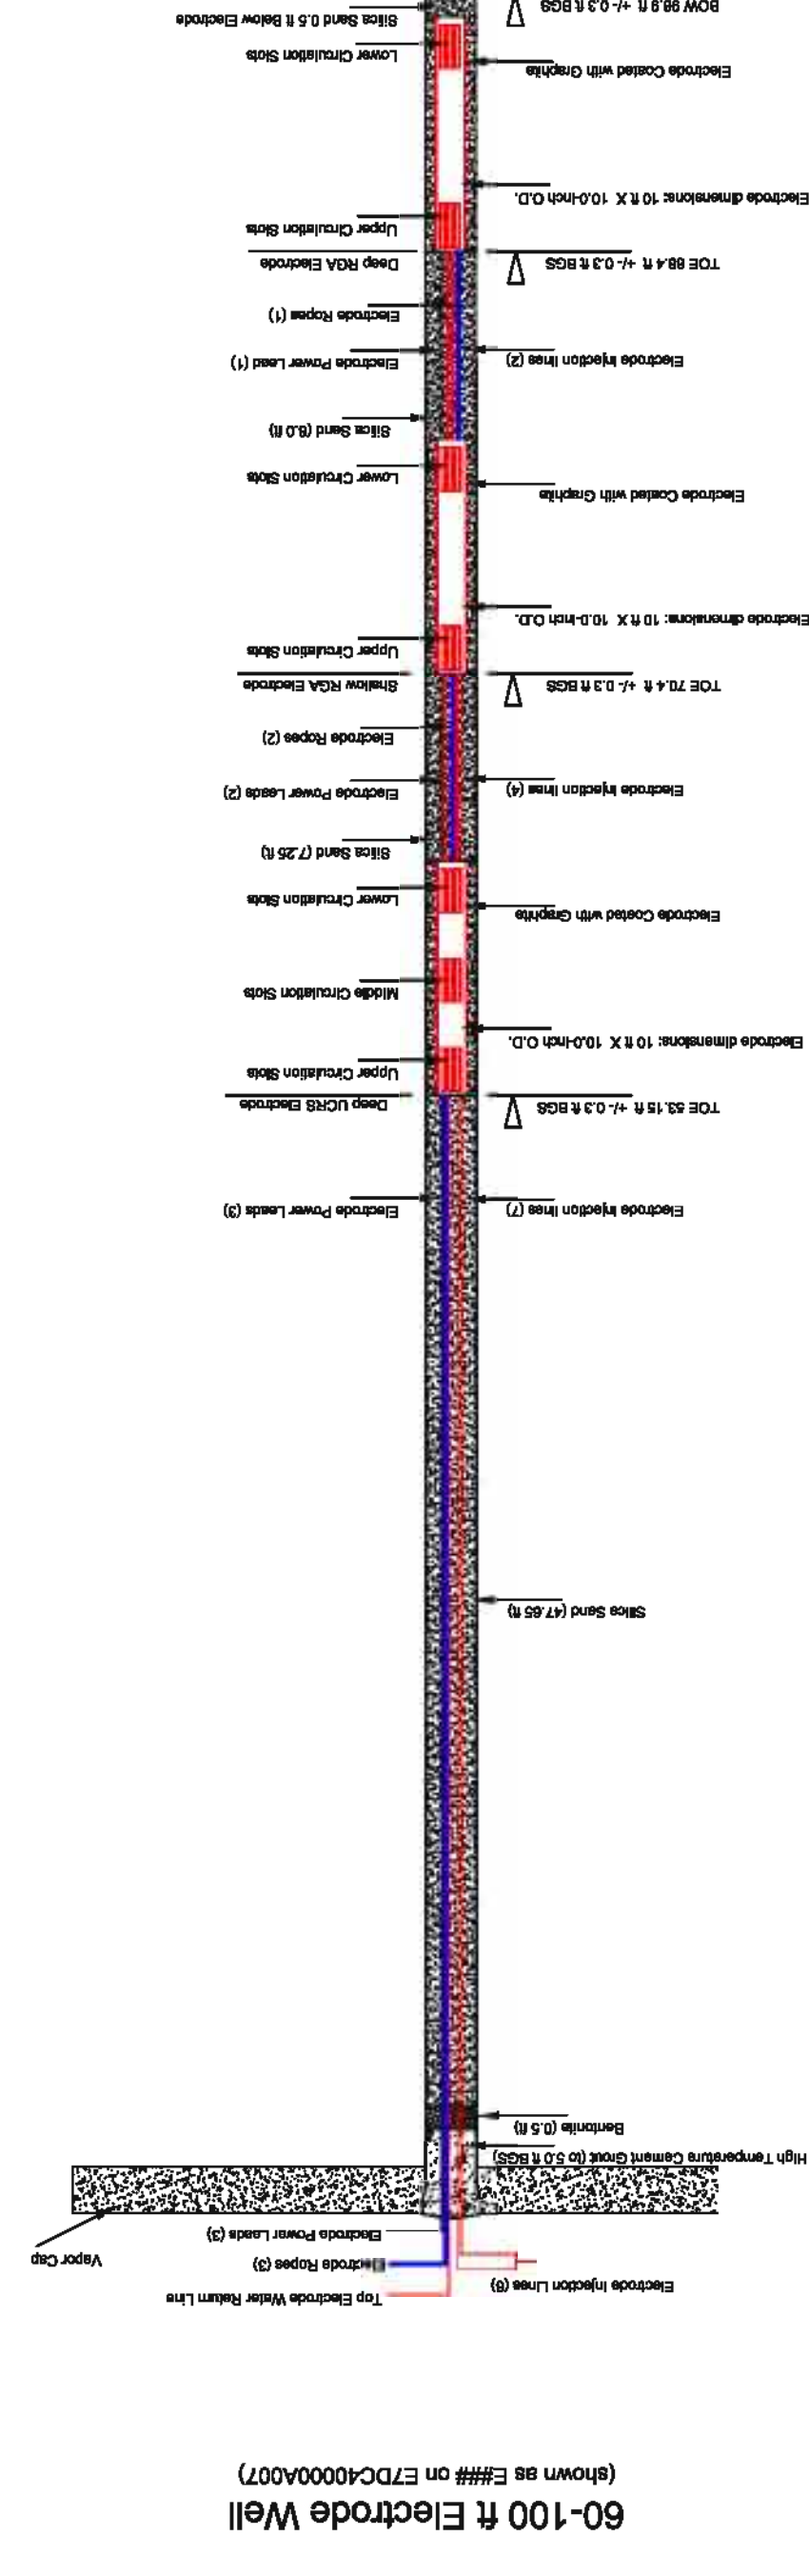 60-100 ft Electrode Well
(shown as E### on E7DC40000A007)
Top Electrode Water Return Line
Electrode Injection Lines (6)
Electrode Ropes (3)
Electrode Power Leads (3)
Vapor Cap
High Temperature Cement Grout (to 5.0 ft BGS)
Bentonite (0.5 ft)
Silica Sand (47.65 ft)
Electrode Injection lines (7)
Electrode Power Leads (3)
TOE 53.15 ft +/- 0.3 ft BGS
Deep UCRS Electrode
Upper Circulation Slots
Electrode dimensions: 10 ft X 10.0-inch O.D.
Middle Circulation Slots
Electrode Coated with Graphite
Lower Circulation Slots
Silica Sand (7.25 ft)
Electrode Injection lines (4)
Electrode Power Leads (2)
Electrode Ropes (2)
TOE 70.4 ft +/- 0.3 ft BGS
Shallow RGA Electrode
Upper Circulation Slots
Electrode dimensions: 10 ft X 10.0-inch O.D.
Electrode Coated with Graphite
Lower Circulation Slots
Silica Sand (8.0 ft)
Electrode Injection lines (2)
Electrode Power Lead (1)
Electrode Ropes (1)
TOE 88.4 ft +/- 0.3 ft BGS
Deep RGA Electrode
Upper Circulation Slots
Electrode dimensions: 10 ft X 10.0-inch O.D.
Electrode Coated with Graphite
Lower Circulation Slots
Silica Sand 0.5 ft Below Electrode
BOW 98.9 ft +/- 0.3 ft BGS